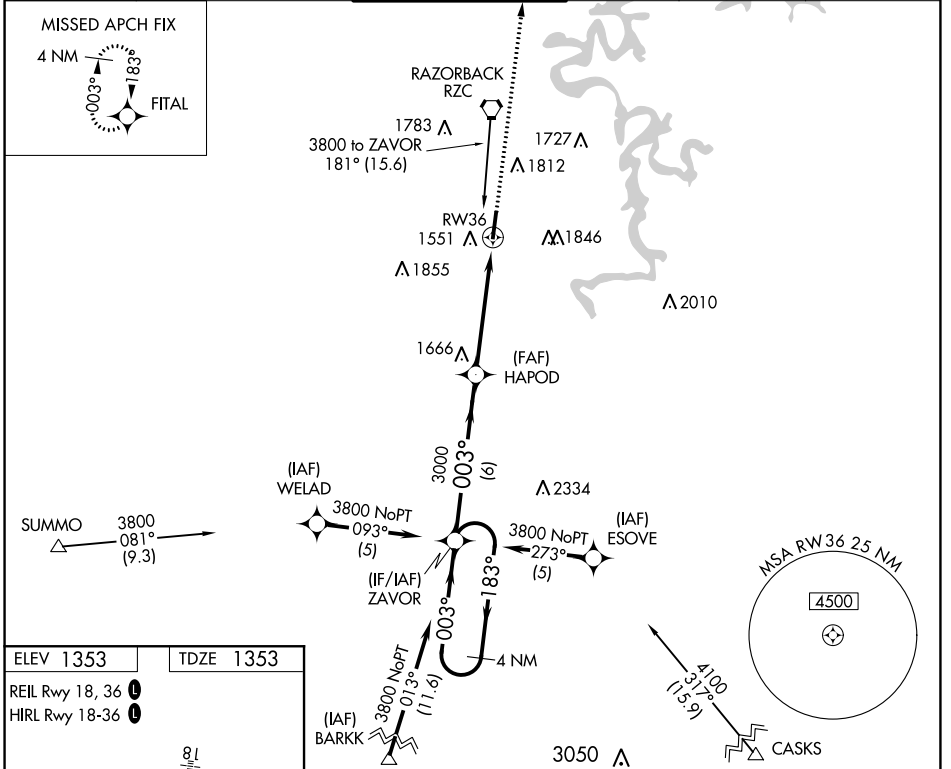 MISSED APCH FIX
4 NM
003°
183°
FITAL
RAZORBACK
RZC
1783
3800 to ZAVOR
181° (15.6)
1727
1812
RW36
1551
1846
1855
2010
1666
(FAF)
HAPOD
3000
003°
(6)
2334
(IAF)
WELAD
3800 NoPT
093°
(5)
3800 NoPT
273°
(5)
(IAF)
ESOVE
SUMMO
3800
081°
(9.3)
(IF/IAF)
ZAVOR
003°
183°
4 NM
MSA RW36 25 NM
4500
3800 NoPT
013°
(11.6)
(IAF)
BARKK
4100
317°
(15.9)
CASKS
3050
ELEV 1353
TDZE 1353
REIL Rwy 18, 36 L
HIRL Rwy 18-36 L
18